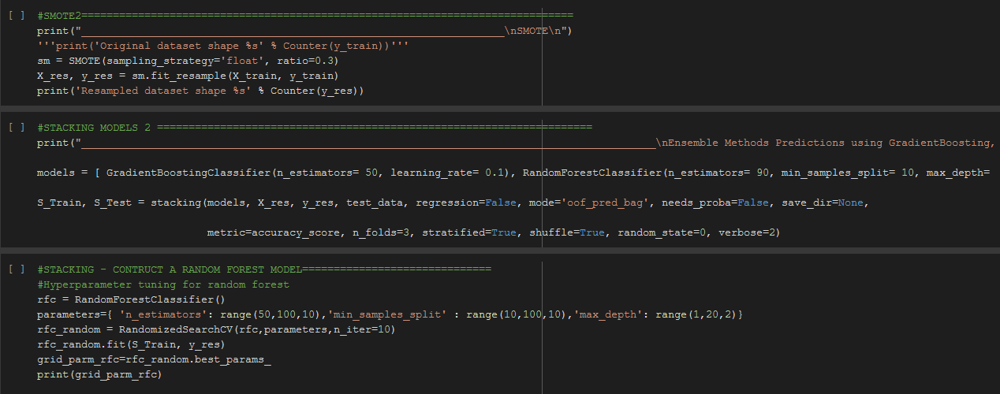 [ ] #SMOTE2==============================================================================
print("___________________________________________________________________\nSMOTE\n")
'''print('Original dataset shape %s' % Counter(y_train))'''
sm = SMOTE(sampling_strategy='float', ratio=0.3)
X_res, y_res = sm.fit_resample(X_train, y_train)
print('Resampled dataset shape %s' % Counter(y_res))
[ ] #STACKING MODELS 2 =====================================================================
print("___________________________________________________________________________________________\nEnsemble Methods Predictions using GradientBoosting,
models = [ GradientBoostingClassifier(n_estimators= 50, learning_rate= 0.1), RandomForestClassifier(n_estimators= 90, min_samples_split= 10, max_depth=
S_Train, S_Test = stacking(models, X_res, y_res, test_data, regression=False, mode='oof_pred_bag', needs_proba=False, save_dir=None,
metric=accuracy_score, n_folds=3, stratified=True, shuffle=True, random_state=0, verbose=2)
[ ] #STACKING - CONTRUCT A RANDOM FOREST MODEL==============================
#Hyperparameter tuning for random forest
rfc = RandomForestClassifier()
parameters={ 'n_estimators': range(50,100,10),'min_samples_split' : range(10,100,10),'max_depth': range(1,20,2)}
rfc_random = RandomizedSearchCV(rfc,parameters,n_iter=10)
rfc_random.fit(S_Train, y_res)
grid_parm_rfc=rfc_random.best_params_
print(grid_parm_rfc)